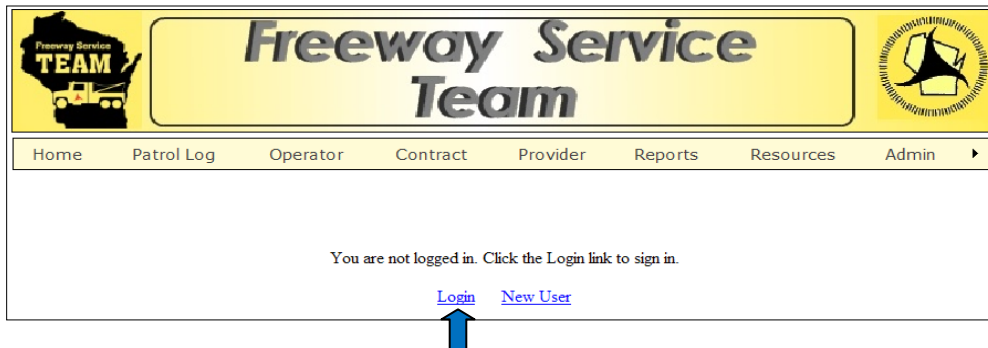 Freeway Service
TEAM
Freeway Service
Team
Home Patrol Log Operator Contract Provider Reports Resources Admin
You are not logged in. Click the Login link to sign in.
Login New User